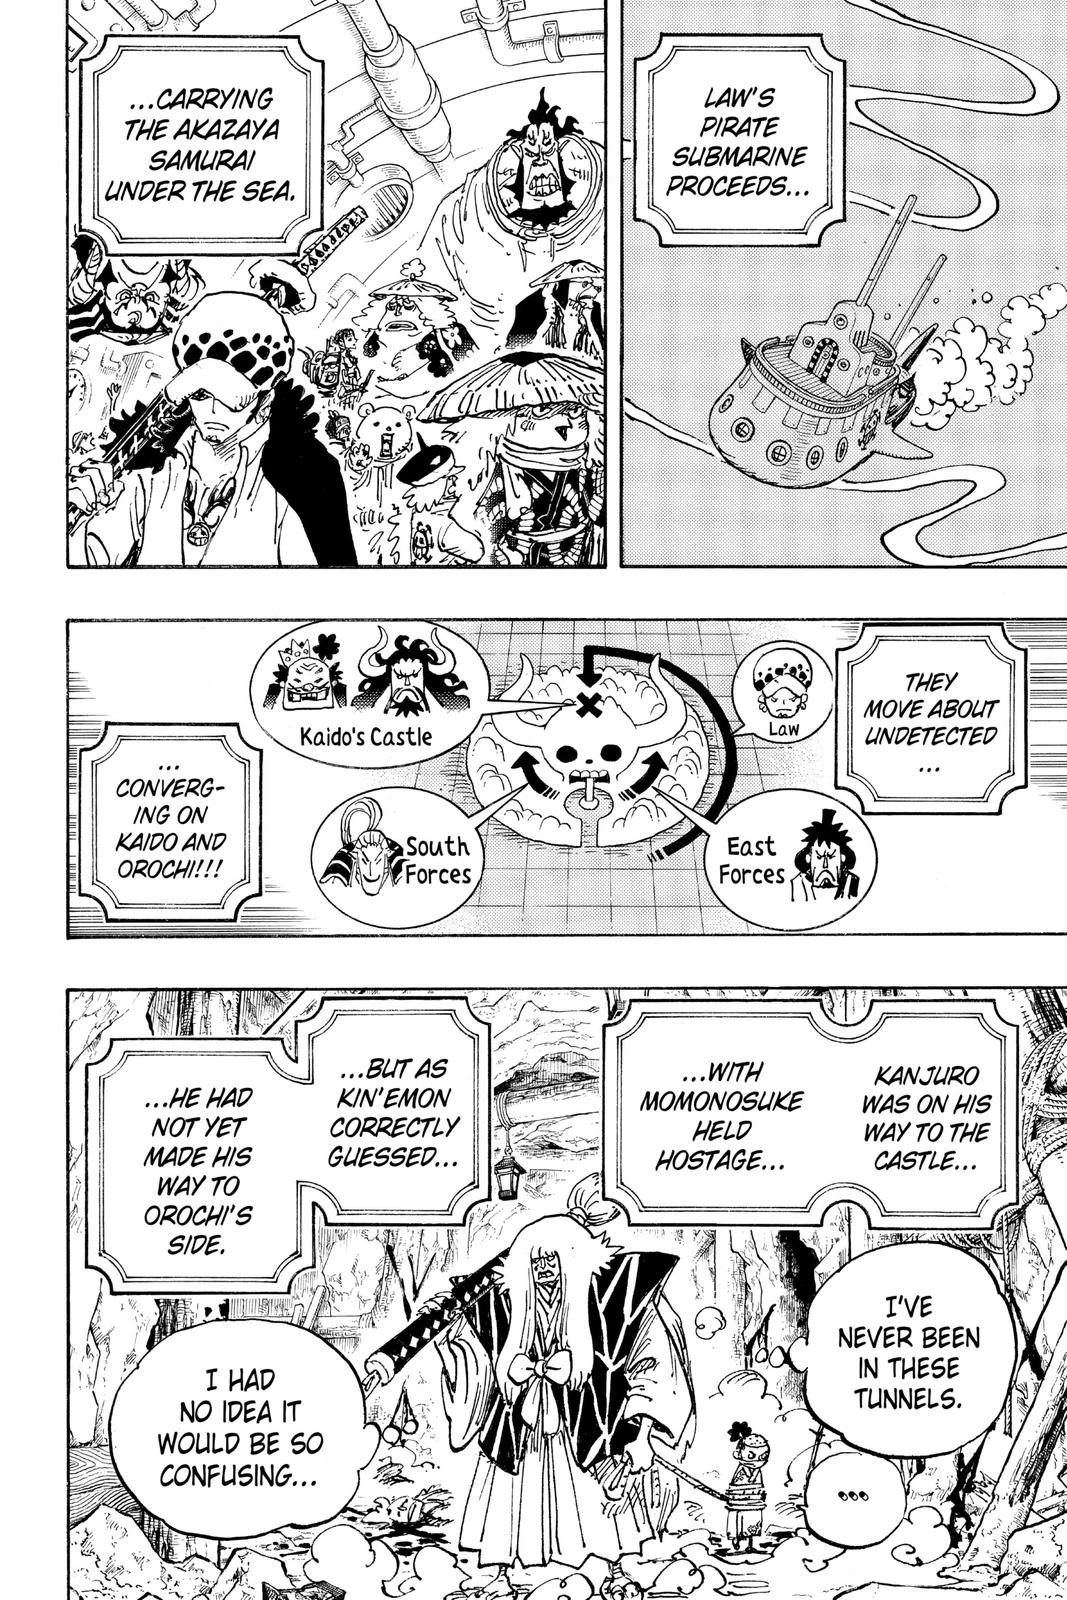 LAW'S
PIRATE
SUBMARINE
PROCEEDS...
...CARRYING
THE AKAZAYA
SAMURAI
UNDER THE SEA.
THEY
MOVE ABOUT
UNDETECTED
...
Law
Kaido's Castle
East
Forces
South
Forces
...
CONVERG-
ING ON
KAIDO AND
OROCHI!!!
KANJURO
WAS ON HIS
WAY TO THE
CASTLE...
...WITH
MOMONOSUKE
HELD
HOSTAGE...
...BUT AS
KIN'EMON
CORRECTLY
GUESSED...
...HE HAD
NOT YET
MADE HIS
WAY TO
OROCHI'S
SIDE.
I'VE
NEVER BEEN
IN THESE
TUNNELS.
...
I HAD
NO IDEA IT
WOULD BE SO
CONFUSING...